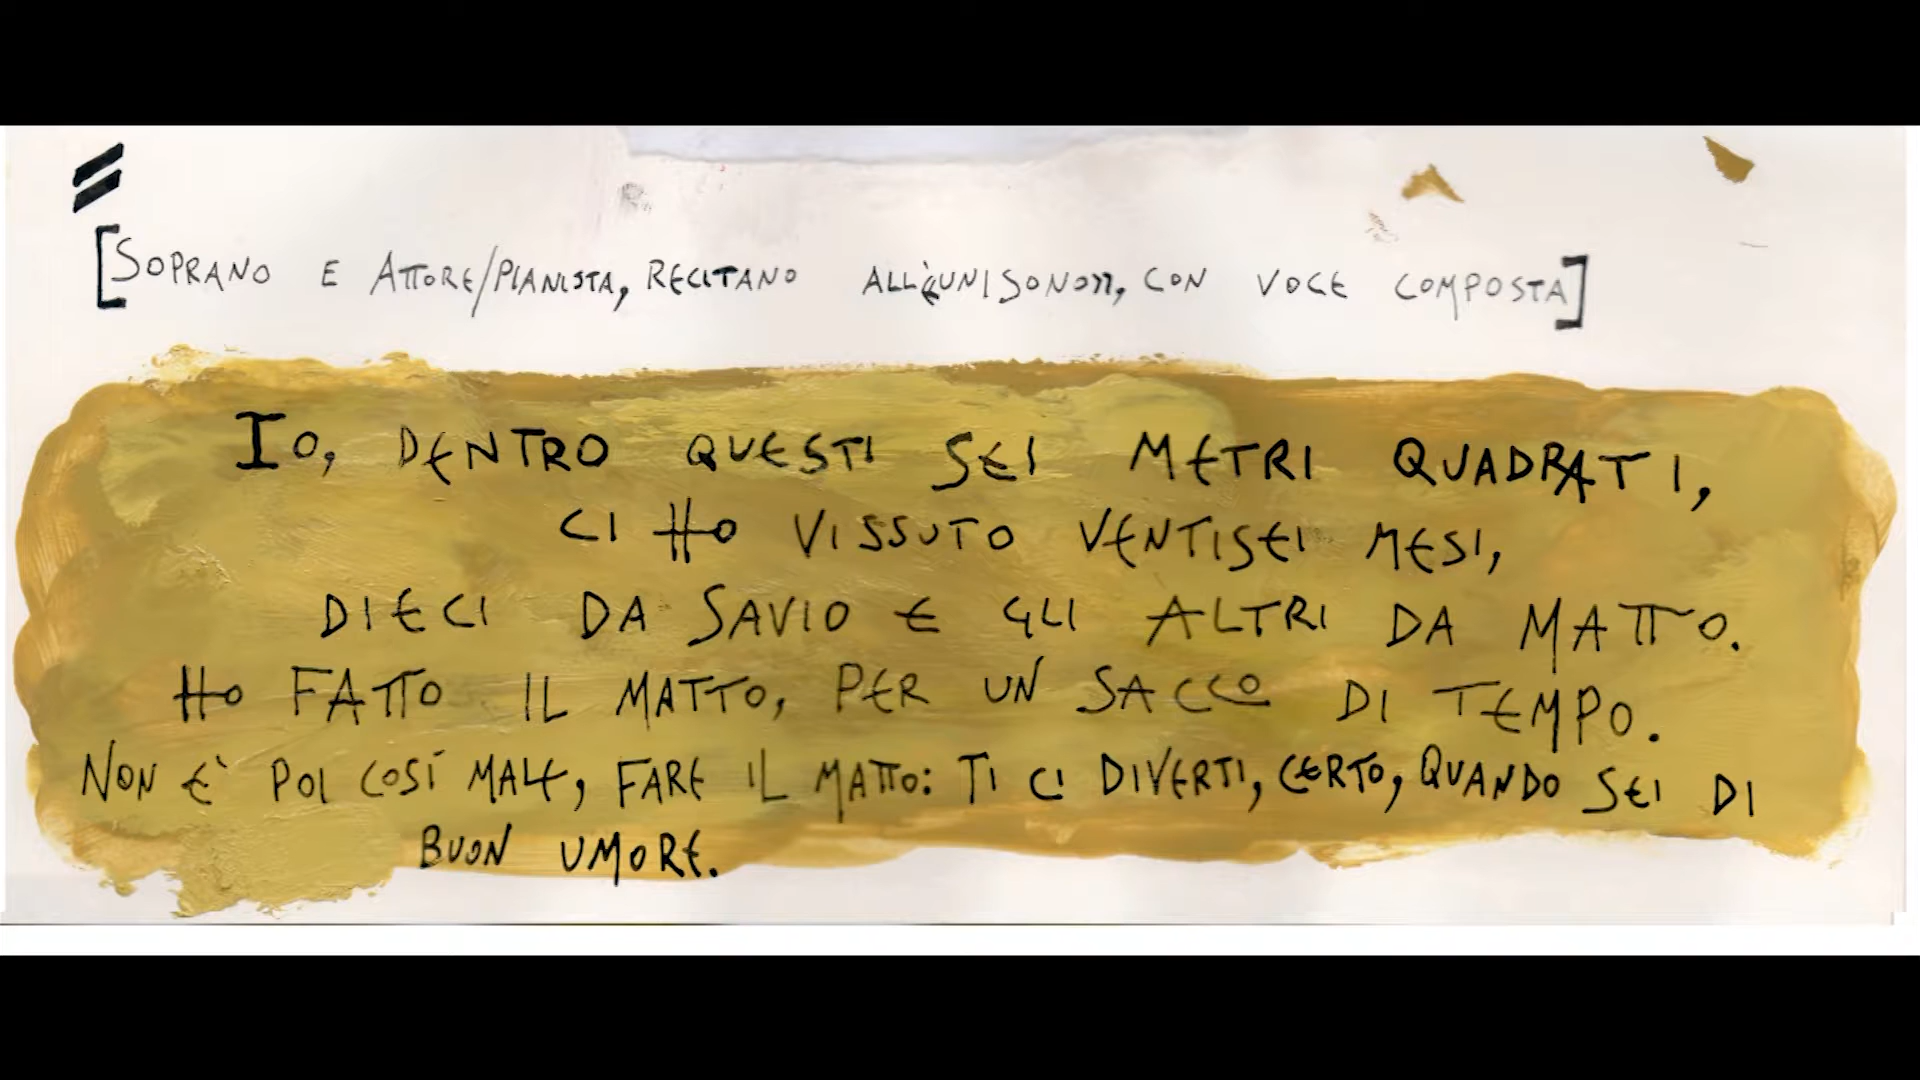 [SOPRANO E ATTORE/PIANISTA, RECITANO ALL'UNISONO, CON VOCE COMPOSTA]
IO, DENTRO QUESTI SEI METRI QUADRATI,
CI HO VISSUTO VENTISEI MESI,
DIECI DA SAVIO E GLI ALTRI DA MATTO.
HO FATTO IL MATTO, PER UN SACCO DI TEMPO.
NON È POI COSÌ MALE, FARE IL MATTO: TI CI DIVERTI, CERTO, QUANDO SEI DI
BUON UMORE.